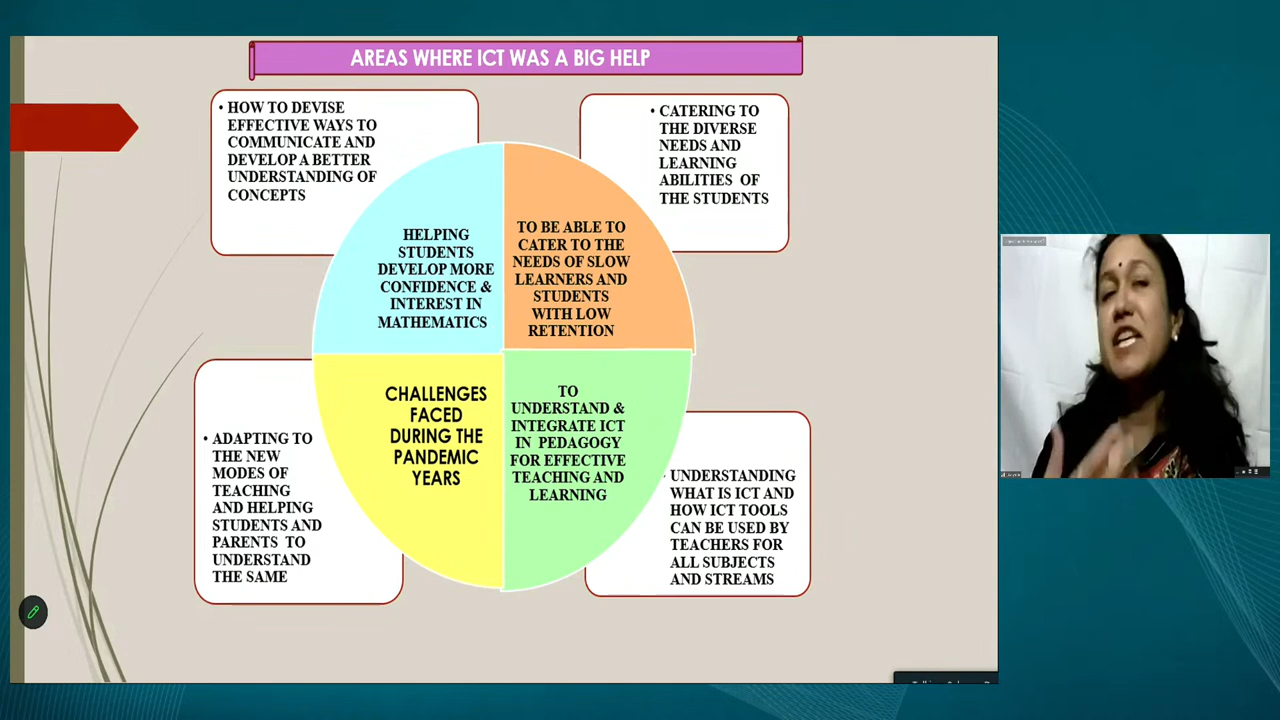 AREAS WHERE ICT WAS A BIG HELP
• HOW TO DEVISE
EFFECTIVE WAYS TO
COMMUNICATE AND
DEVELOP A BETTER
UNDERSTANDING OF
CONCEPTS
• CATERING TO
THE DIVERSE
NEEDS AND
LEARNING
ABILITIES OF
THE STUDENTS
HELPING
STUDENTS
DEVELOP MORE
CONFIDENCE &
INTEREST IN
MATHEMATICS
TO BE ABLE TO
CATER TO THE
NEEDS OF SLOW
LEARNERS AND
STUDENTS
WITH LOW
RETENTION
CHALLENGES
FACED
DURING THE
PANDEMIC
YEARS
TO
UNDERSTAND &
INTEGRATE ICT
IN PEDAGOGY
FOR EFFECTIVE
TEACHING AND
LEARNING
• ADAPTING TO
THE NEW
MODES OF
TEACHING
AND HELPING
STUDENTS AND
PARENTS TO
UNDERSTAND
THE SAME
UNDERSTANDING
WHAT IS ICT AND
HOW ICT TOOLS
CAN BE USED BY
TEACHERS FOR
ALL SUBJECTS
AND STREAMS